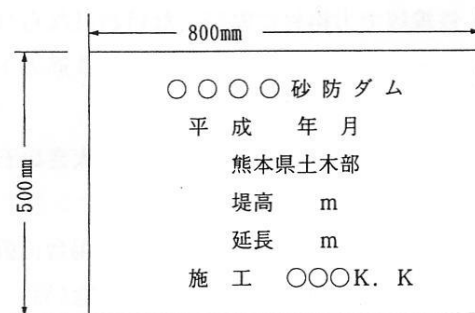 800mm
500mm
○○○○砂防ダム
平成　年月
熊本県土木部
堤高　m
延長　m
施工　○○○K．K